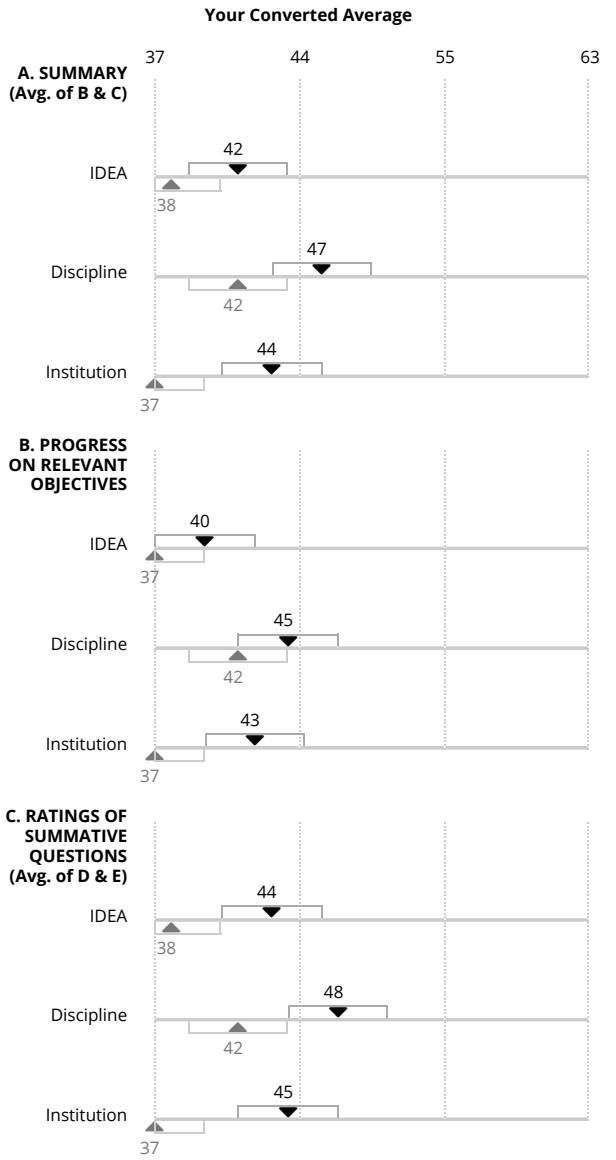 Your Converted Average
37 44 55 63
A. SUMMARY
(Avg. of B & C)
42
IDEA
38
47
Discipline
42
44
Institution
37
B. PROGRESS
ON RELEVANT
OBJECTIVES
40
IDEA
37
45
Discipline
42
43
Institution
37
C. RATINGS OF
SUMMATIVE
QUESTIONS
(Avg. of D & E)
44
IDEA
38
48
Discipline
42
45
Institution
37